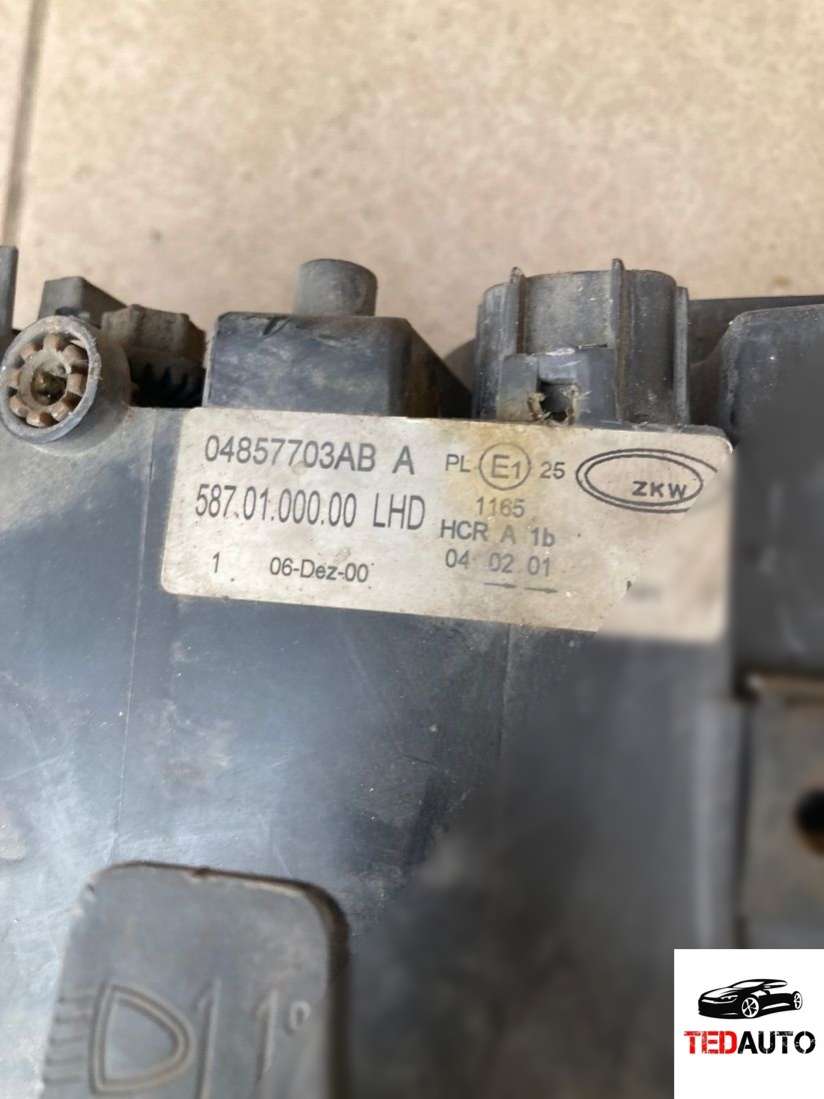 04857703AB A
587.01.000.00 LHD
1 06-Dez-00
PL E1 25
1165
HCR A 1b
04 02 01
ZKW
TEDAUTO